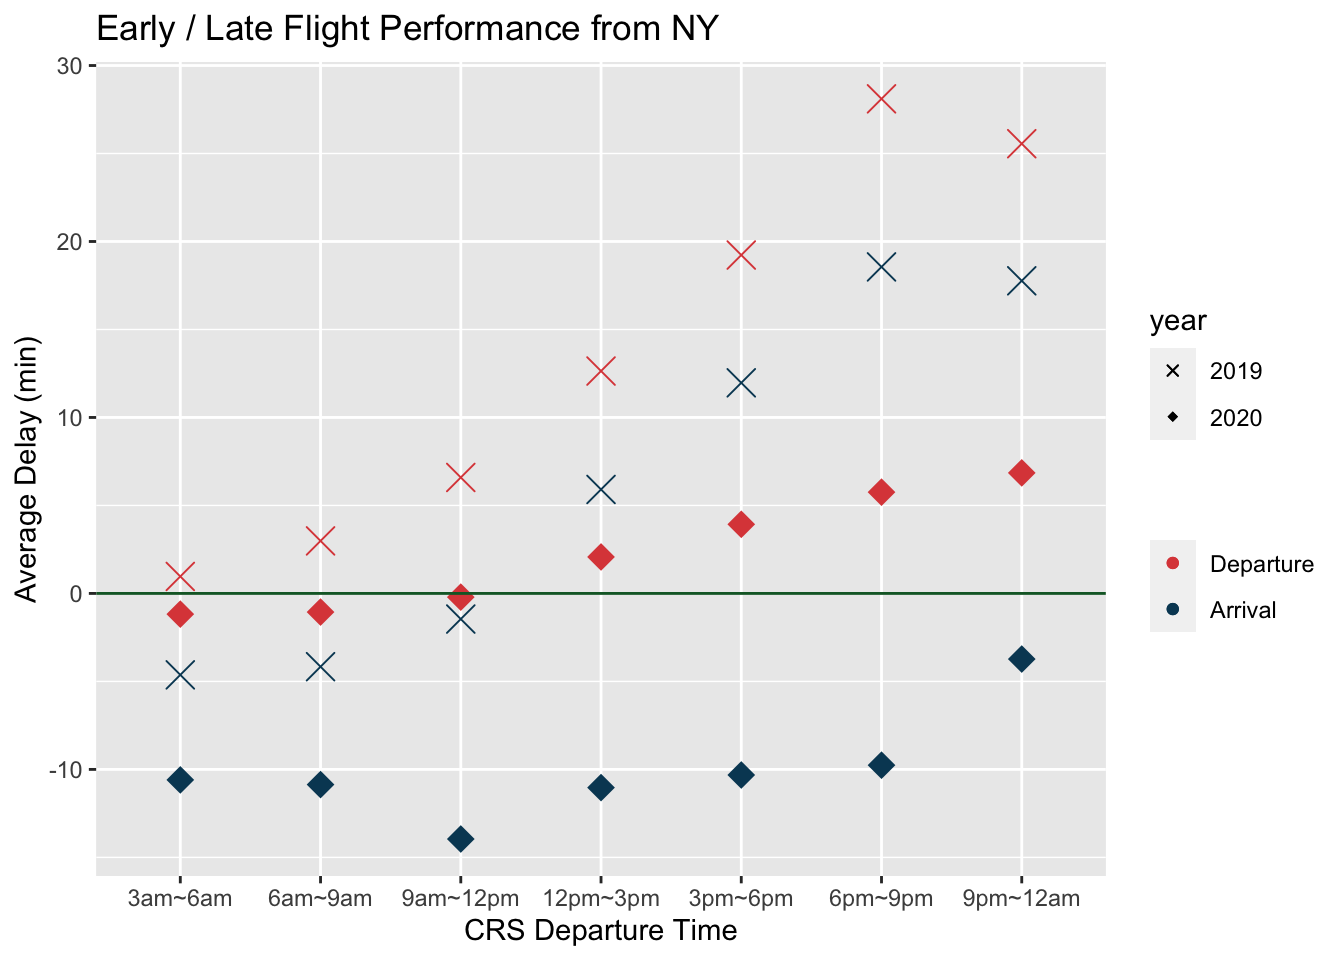 Early / Late Flight Performance from NY
30
20
10
0
-10
Average Delay (min)
3am~6am 6am~9am 9am~12pm 12pm~3pm 3pm~6pm 6pm~9pm 9pm~12am
CRS Departure Time
year
2019
2020
Departure
Arrival